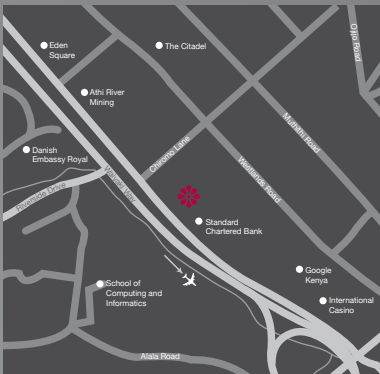 Ojijo Road
Eden
Square
The Citadel
Athi River
Mining
Muthithi Road
Chiromo Lane
Danish
Embassy Royal
Westlands Road
Waiyaki Way
Riverside Drive
Standard
Chartered Bank
Google
Kenya
School of
Computing and
Informatics
International
Casino
Alala Road